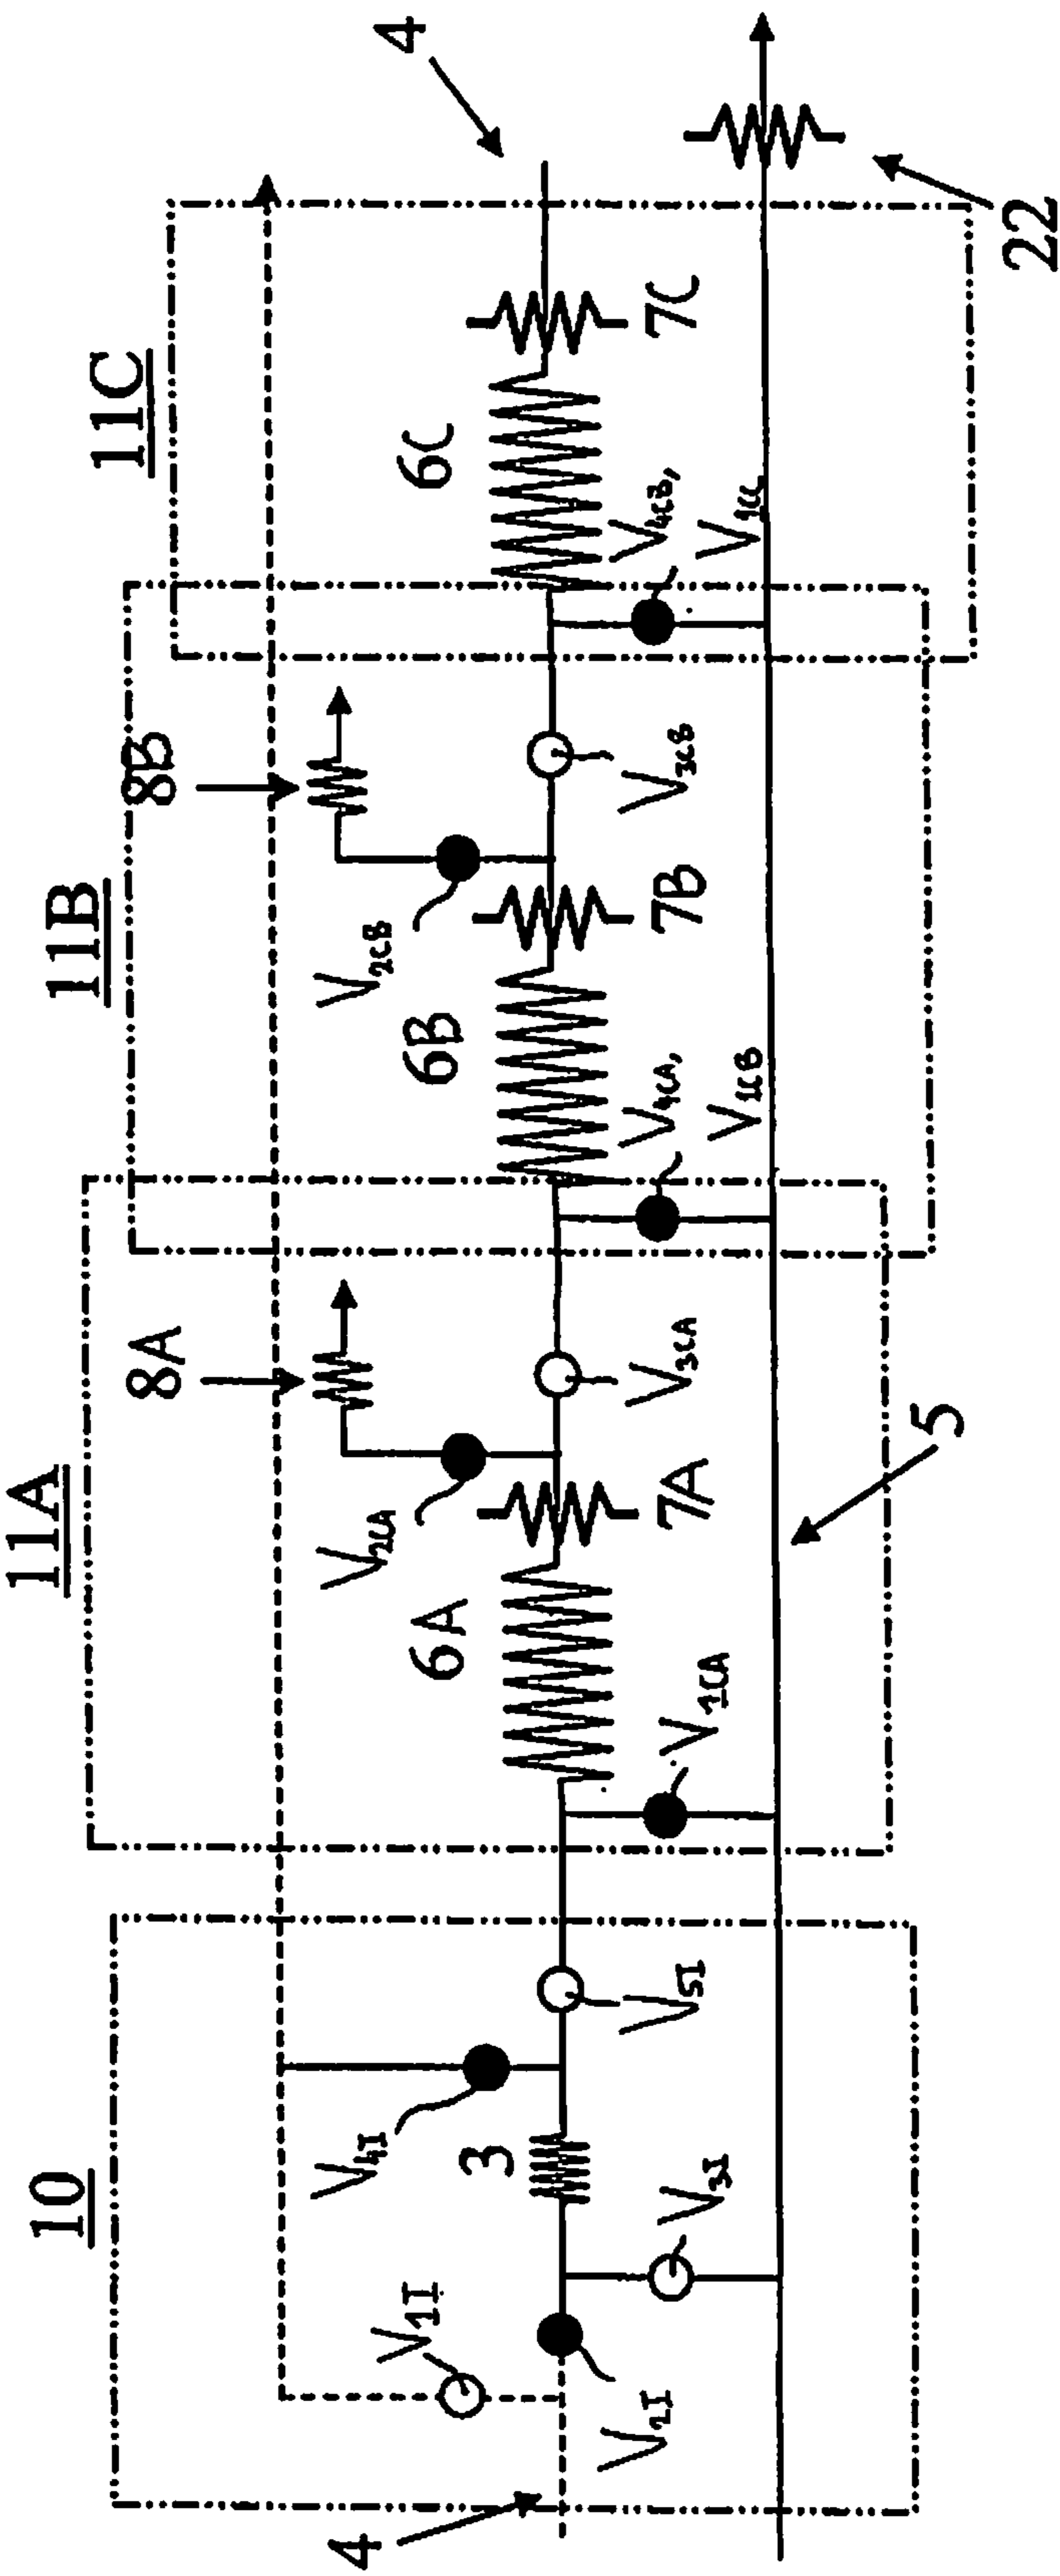 10
11A
11B
11C
8A
8B
4
V1I
V4I
3
V2I
V3I
V5I
4
6A
V2CA
7A
V3CA
V1CA
6B
V2CB
7B
V3CB
V4CA,
V1CB
6C
7C
V4CB,
V1CC
5
22